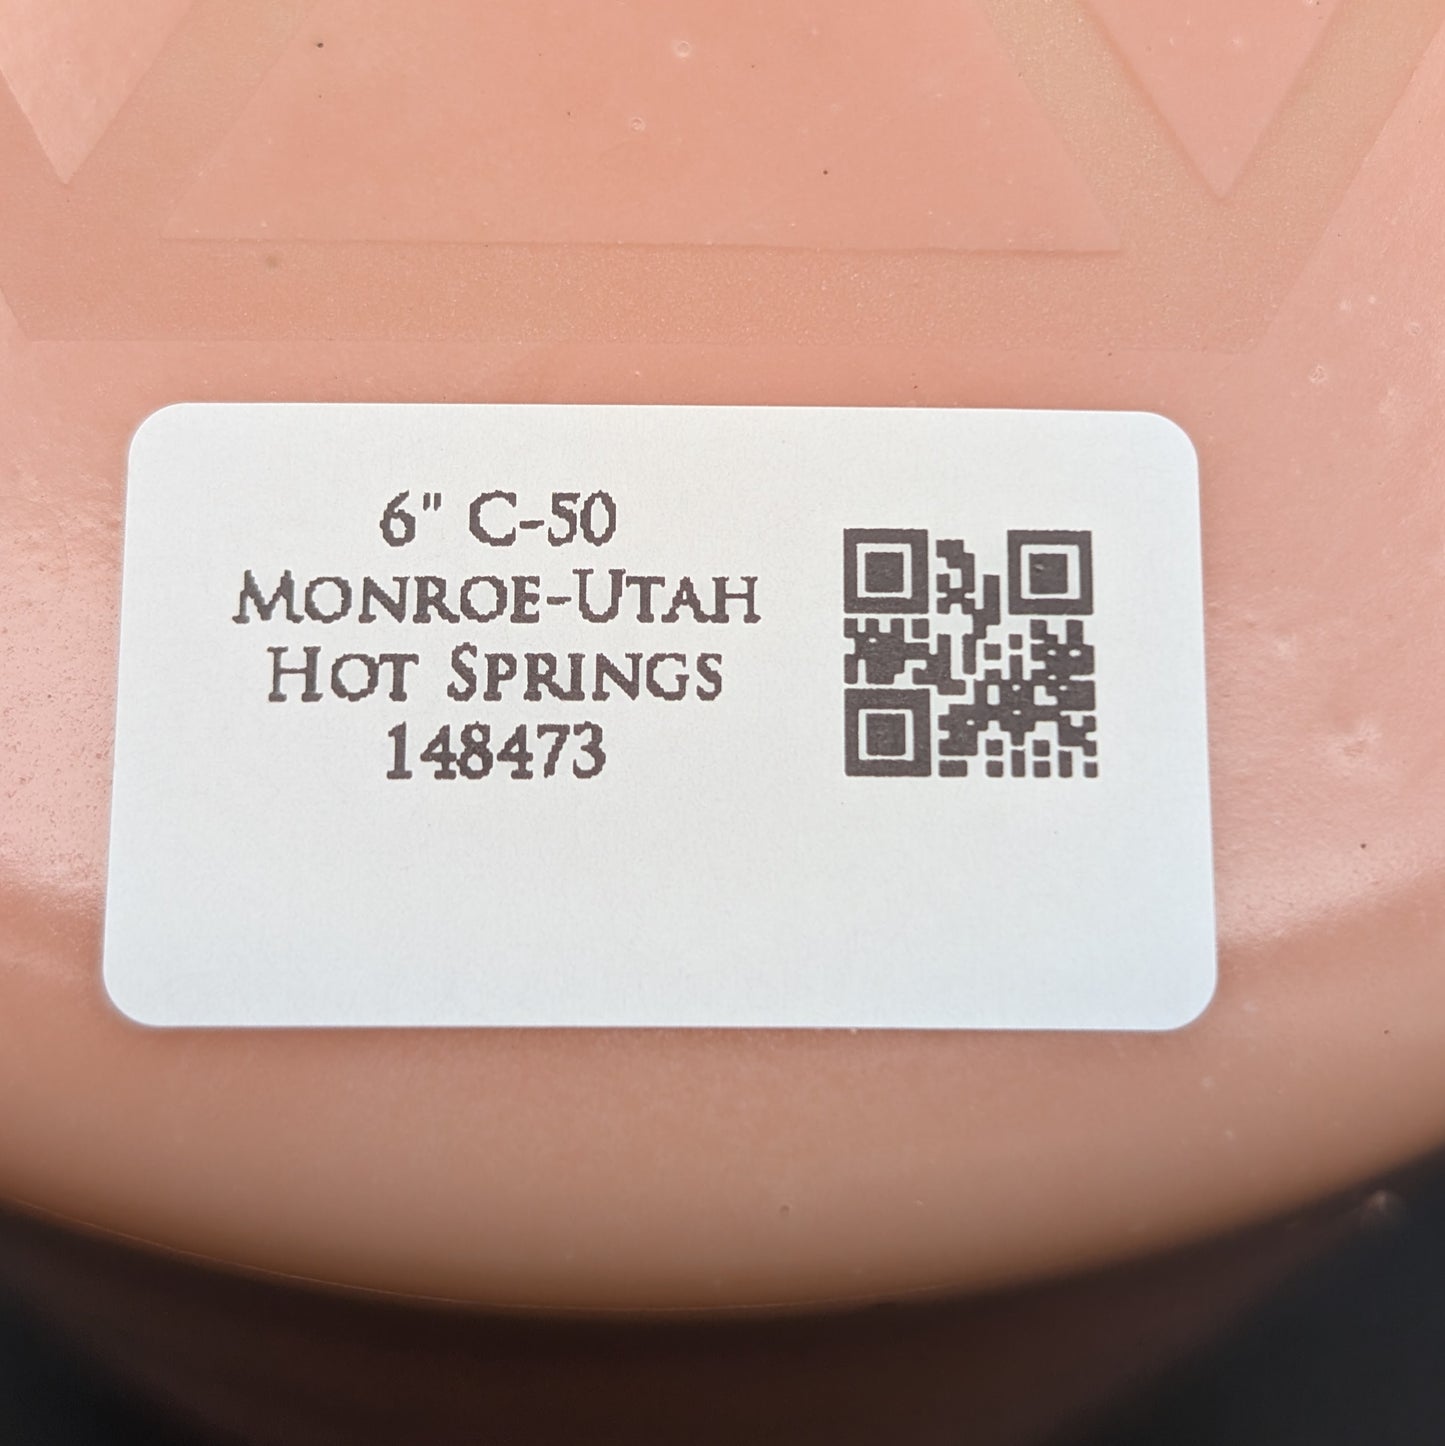 6" C-50
MONROE-UTAH
HOT SPRINGS
148473